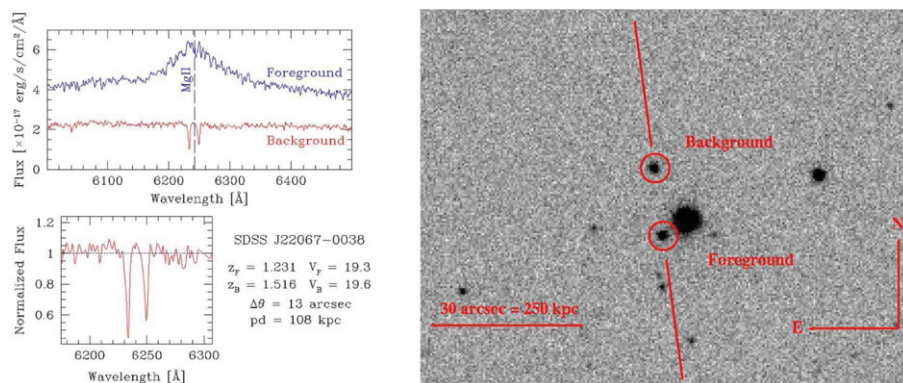 Flux [×10⁻¹⁷ erg/s/cm²/Å]
6
4
2
0
MgII
Foreground
Background
6100 6200 6300 6400
Wavelength [Å]
Normalized Flux
1.2
1
0.8
0.6
6200 6250 6300
Wavelength [Å]
SDSS J22067-0038
z_F = 1.231 V_F = 19.3
z_B = 1.516 V_B = 19.6
Δθ = 13 arcsec
pd = 108 kpc
Background
Foreground
30 arcsec = 250 kpc
N
E